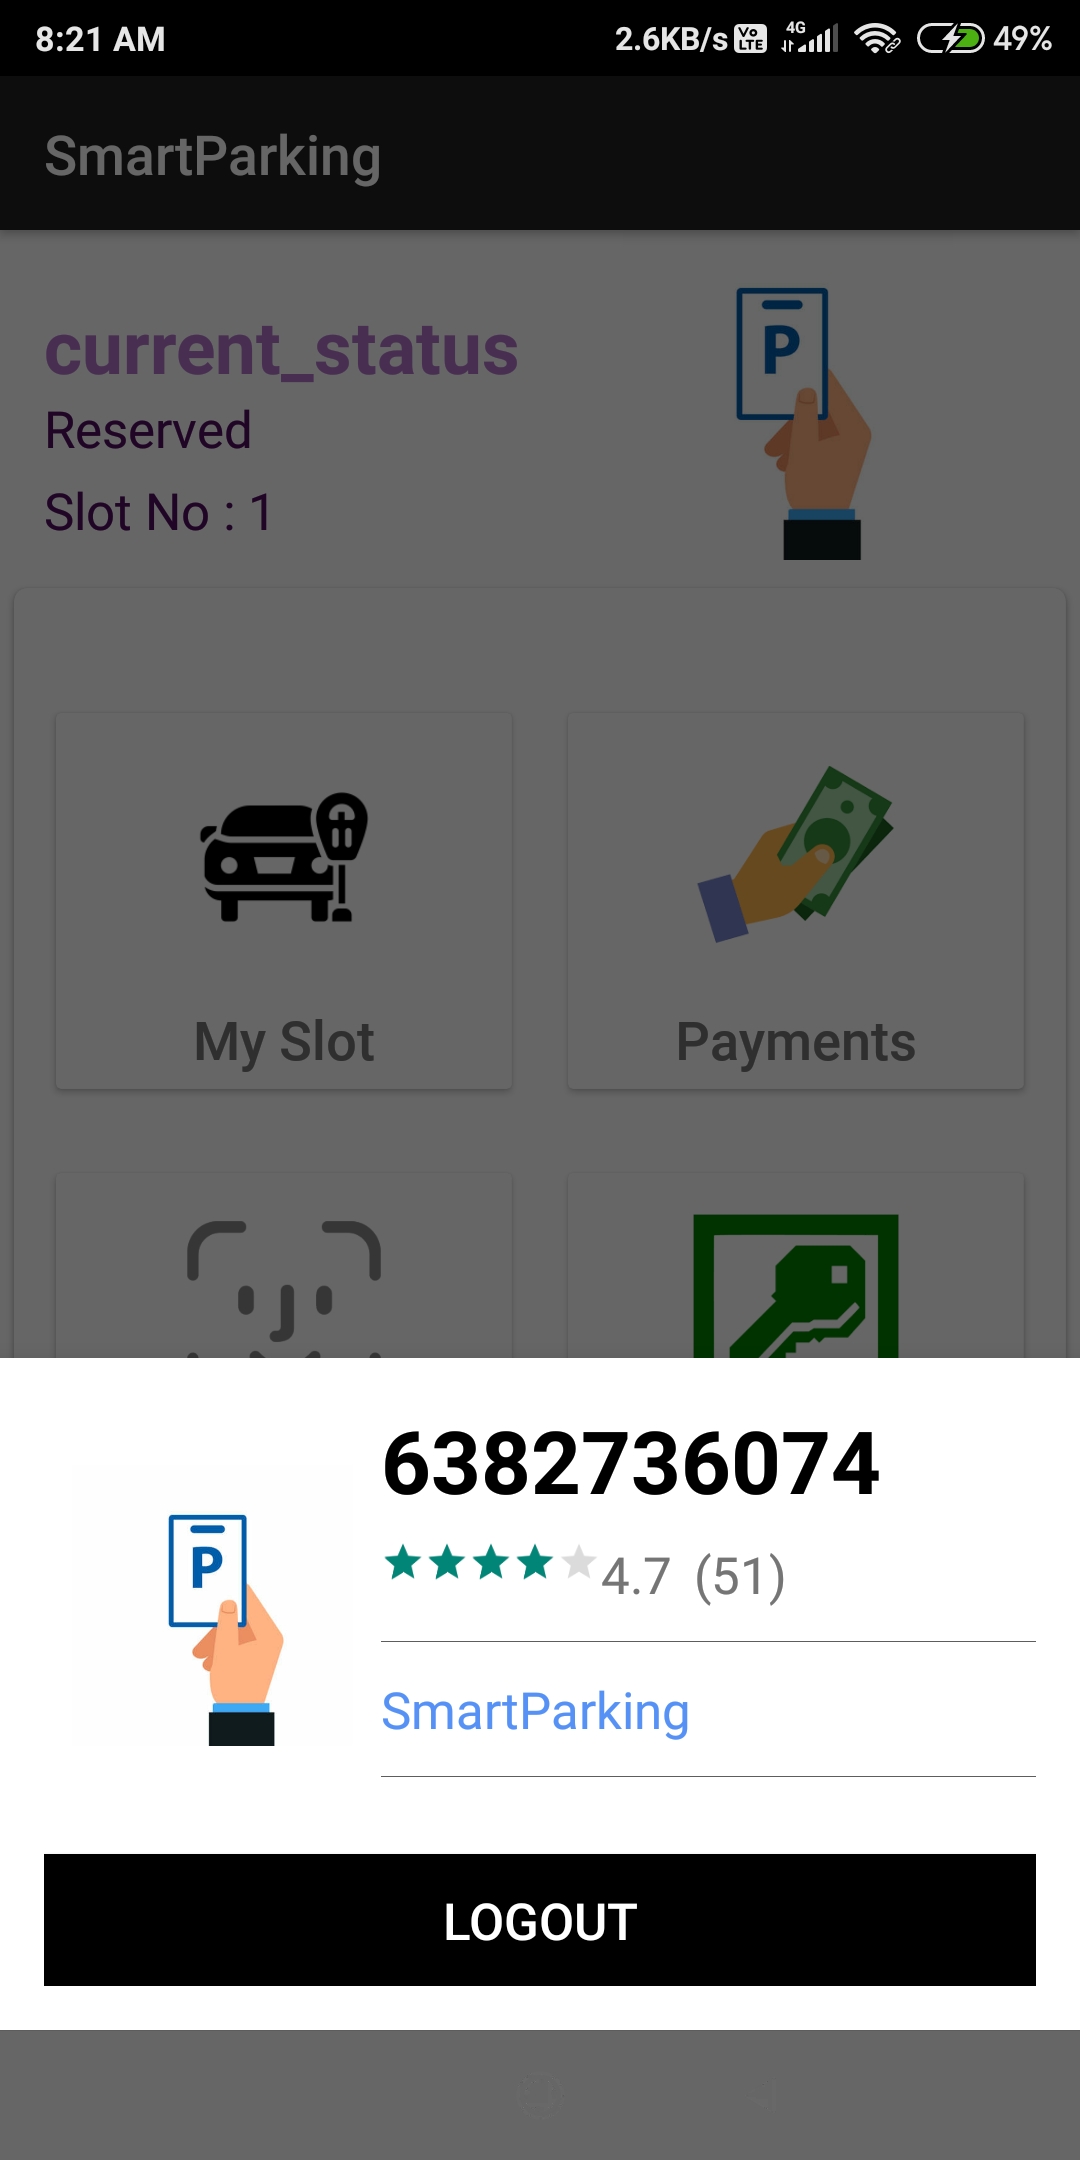 8:21 AM 2.6KB/s Vo LTE 4G 49%
SmartParking
current_status
P
Reserved
Slot No : 1
My Slot Payments
6382736074
P
4.7 (51)
SmartParking
LOGOUT